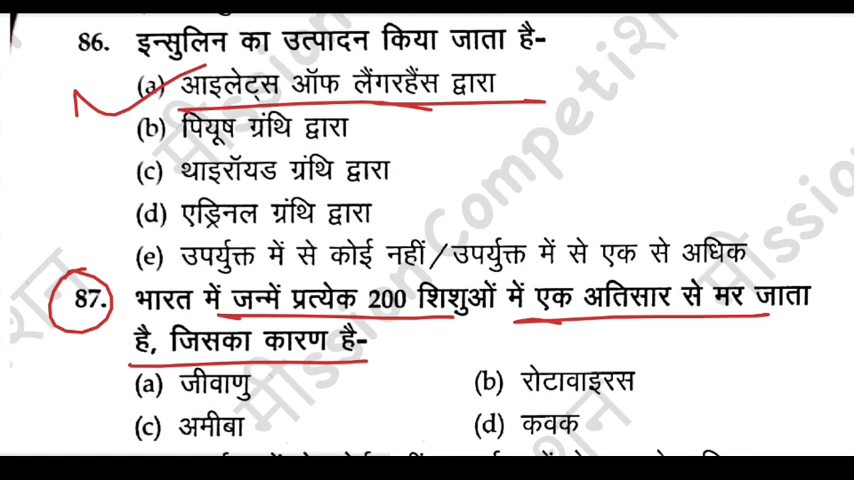 86. इन्सुलिन का उत्पादन किया जाता है-
(a) आइलेट्स ऑफ लैंगरहैंस द्वारा
(b) पियूष ग्रंथि द्वारा
(c) थाइरॉयड ग्रंथि द्वारा
(d) एड्रिनल ग्रंथि द्वारा
(e) उपर्युक्त में से कोई नहीं/उपर्युक्त में से एक से अधिक
87. भारत में जन्में प्रत्येक 200 शिशुओं में एक अतिसार से मर जाता
है, जिसका कारण है-
(a) जीवाणु (b) रोटावाइरस
(c) अमीबा (d) कवक